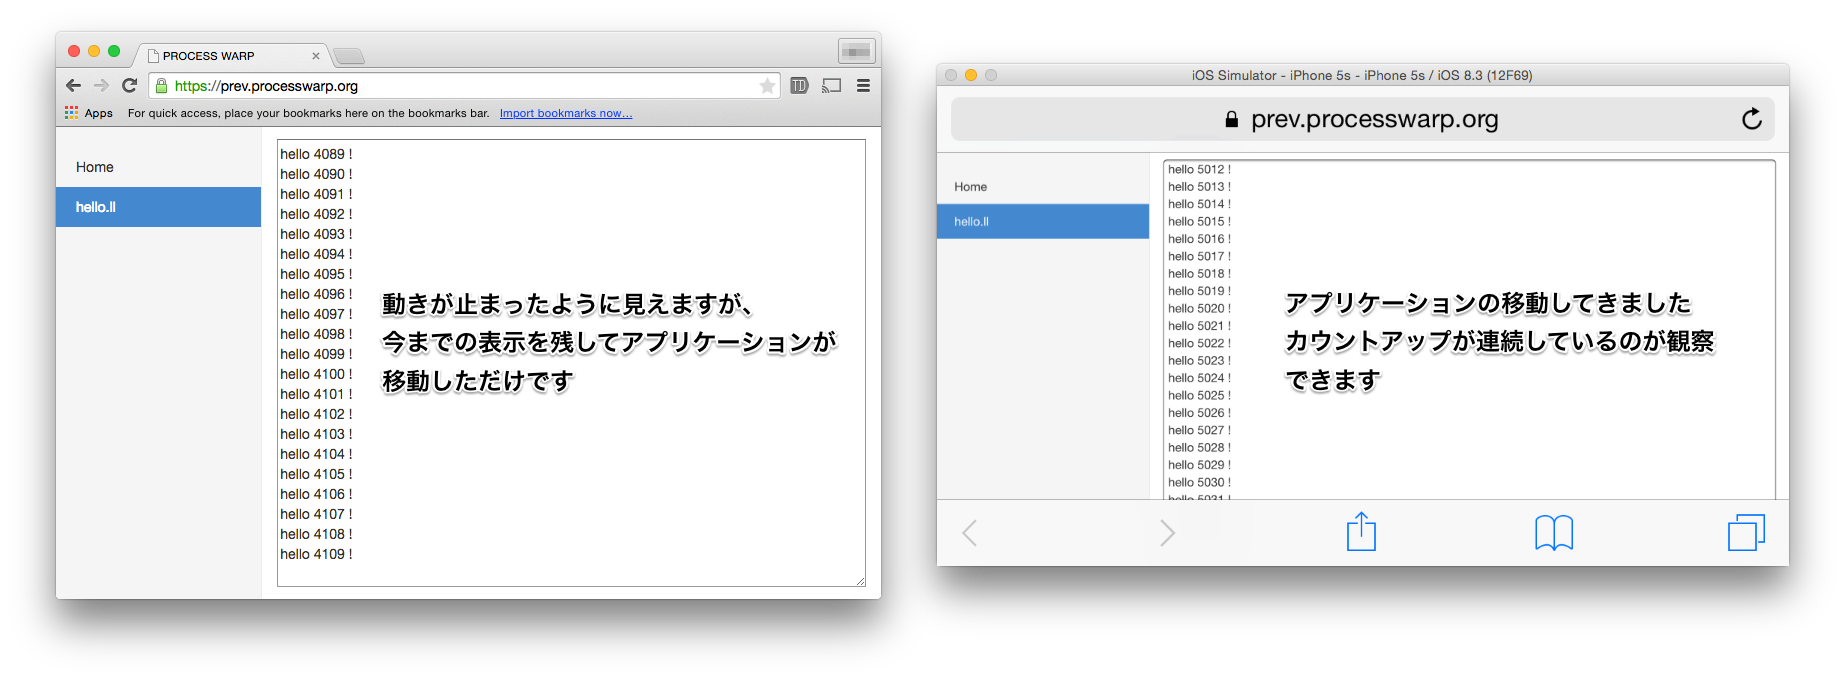 PROCESS WARP
https://prev.processwarp.org
TD
Apps For quick access, place your bookmarks here on the bookmarks bar. Import bookmarks now...
Home
hello.ll
hello 4089 !
hello 4090 !
hello 4091 !
hello 4092 !
hello 4093 !
hello 4094 !
hello 4095 !
hello 4096 !
hello 4097 !
hello 4098 !
hello 4099 !
hello 4100 !
hello 4101 !
hello 4102 !
hello 4103 !
hello 4104 !
hello 4105 !
hello 4106 !
hello 4107 !
hello 4108 !
hello 4109 !
動きが止まったように見えますが、
今までの表示を残してアプリケーションが
移動しただけです
iOS Simulator - iPhone 5s - iPhone 5s / iOS 8.3 (12F69)
prev.processwarp.org
Home
hello.ll
hello 5012 !
hello 5013 !
hello 5014 !
hello 5015 !
hello 5016 !
hello 5017 !
hello 5018 !
hello 5019 !
hello 5020 !
hello 5021 !
hello 5022 !
hello 5023 !
hello 5024 !
hello 5025 !
hello 5026 !
hello 5027 !
hello 5028 !
hello 5029 !
hello 5030 !
hello 5031 !
アプリケーションの移動してきました
カウントアップが連続しているのが観察
できます